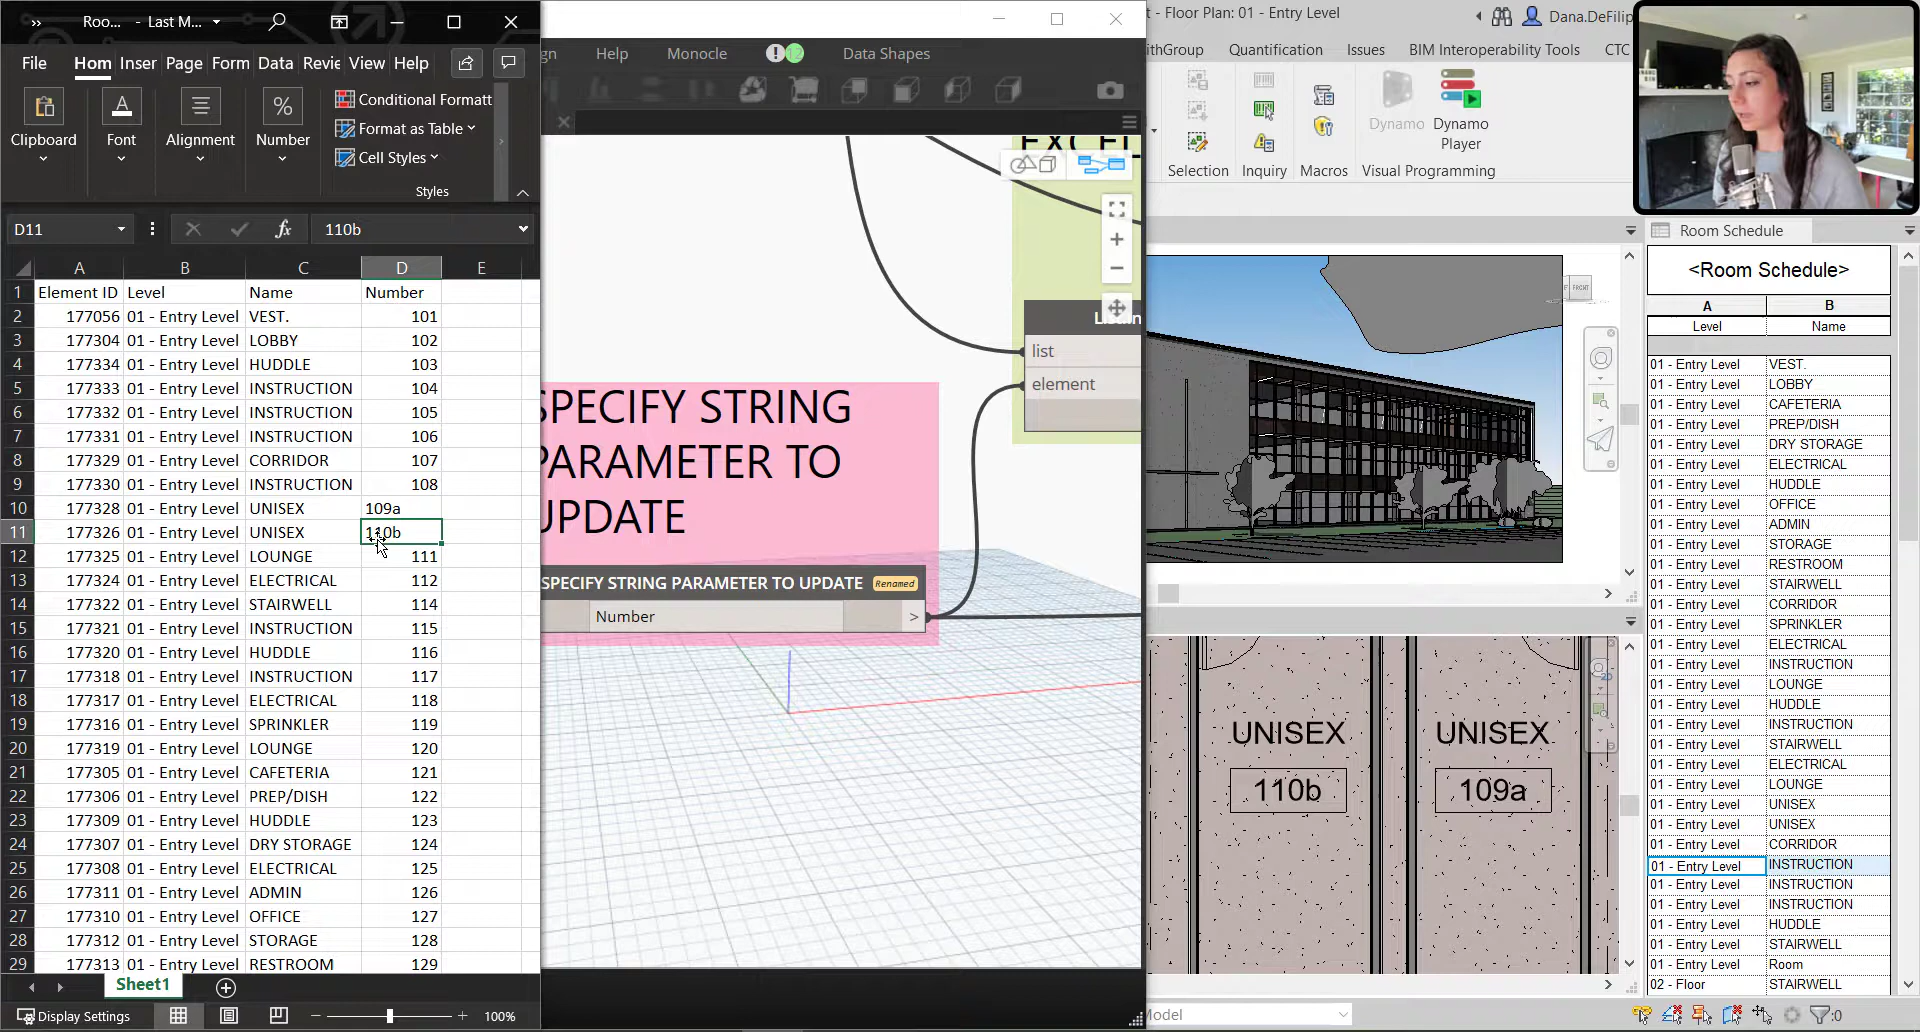 Roo... - Last M...
File Hom Inser Page Form Data Revie View Help
Clipboard
Font
Alignment
Number
Conditional Formatt
Format as Table
Cell Styles
Styles
D11
110b
A B C D E
1 Element ID Level Name Number
2 177056 01 - Entry Level VEST. 101
3 177304 01 - Entry Level LOBBY 102
4 177334 01 - Entry Level HUDDLE 103
5 177333 01 - Entry Level INSTRUCTION 104
6 177332 01 - Entry Level INSTRUCTION 105
7 177331 01 - Entry Level INSTRUCTION 106
8 177329 01 - Entry Level CORRIDOR 107
9 177330 01 - Entry Level INSTRUCTION 108
10 177328 01 - Entry Level UNISEX 109a
11 177326 01 - Entry Level UNISEX 110b
12 177325 01 - Entry Level LOUNGE 111
13 177324 01 - Entry Level ELECTRICAL 112
14 177322 01 - Entry Level STAIRWELL 114
15 177321 01 - Entry Level INSTRUCTION 115
16 177320 01 - Entry Level HUDDLE 116
17 177318 01 - Entry Level INSTRUCTION 117
18 177317 01 - Entry Level ELECTRICAL 118
19 177316 01 - Entry Level SPRINKLER 119
20 177319 01 - Entry Level LOUNGE 120
21 177305 01 - Entry Level CAFETERIA 121
22 177306 01 - Entry Level PREP/DISH 122
23 177309 01 - Entry Level HUDDLE 123
24 177307 01 - Entry Level DRY STORAGE 124
25 177308 01 - Entry Level ELECTRICAL 125
26 177311 01 - Entry Level ADMIN 126
27 177310 01 - Entry Level OFFICE 127
28 177312 01 - Entry Level STORAGE 128
29 177313 01 - Entry Level RESTROOM 129
Sheet1
Display Settings
100%
Help Monocle Data Shapes
list
element
SPECIFY STRING
PARAMETER TO
UPDATE
SPECIFY STRING PARAMETER TO UPDATE Renamed
Number >
t - Floor Plan: 01 - Entry Level
Dana.DeFilip
ithGroup Quantification Issues BIM Interoperability Tools CTC
Dynamo
Dynamo
Player
Selection Inquiry Macros Visual Programming
FRONT
UNISEX
110b
UNISEX
109a
Model
Room Schedule
<Room Schedule>
A B
Level Name
01 - Entry Level VEST.
01 - Entry Level LOBBY
01 - Entry Level CAFETERIA
01 - Entry Level PREP/DISH
01 - Entry Level DRY STORAGE
01 - Entry Level ELECTRICAL
01 - Entry Level HUDDLE
01 - Entry Level OFFICE
01 - Entry Level ADMIN
01 - Entry Level STORAGE
01 - Entry Level RESTROOM
01 - Entry Level STAIRWELL
01 - Entry Level CORRIDOR
01 - Entry Level SPRINKLER
01 - Entry Level ELECTRICAL
01 - Entry Level INSTRUCTION
01 - Entry Level LOUNGE
01 - Entry Level HUDDLE
01 - Entry Level INSTRUCTION
01 - Entry Level STAIRWELL
01 - Entry Level ELECTRICAL
01 - Entry Level LOUNGE
01 - Entry Level UNISEX
01 - Entry Level UNISEX
01 - Entry Level CORRIDOR
01 - Entry Level INSTRUCTION
01 - Entry Level INSTRUCTION
01 - Entry Level INSTRUCTION
01 - Entry Level HUDDLE
01 - Entry Level STAIRWELL
01 - Entry Level Room
02 - Floor STAIRWELL
:0